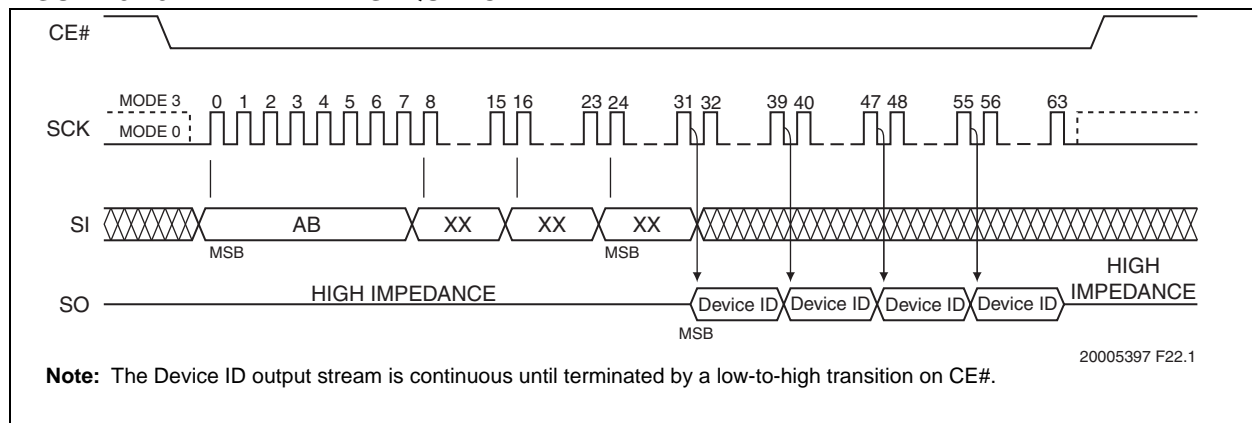 CE#
MODE 3
0 1 2 3 4 5 6 7 8 15 16 23 24 31 32 39 40 47 48 55 56 63
SCK
MODE 0
SI
AB XX XX XX
MSB MSB
HIGH IMPEDANCE
HIGH IMPEDANCE
SO
Device ID Device ID Device ID Device ID
MSB
20005397 F22.1
Note: The Device ID output stream is continuous until terminated by a low-to-high transition on CE#.